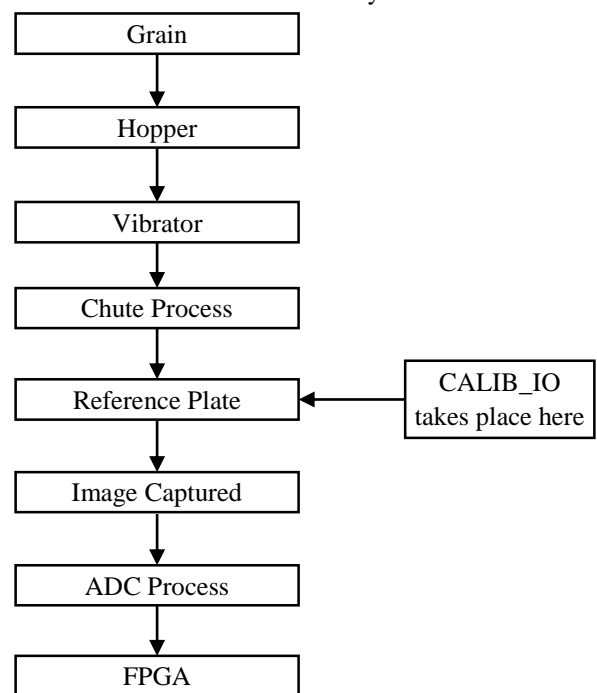 Grain
Hopper
Vibrator
Chute Process
Reference Plate
CALIB_IO
takes place here
Image Captured
ADC Process
FPGA